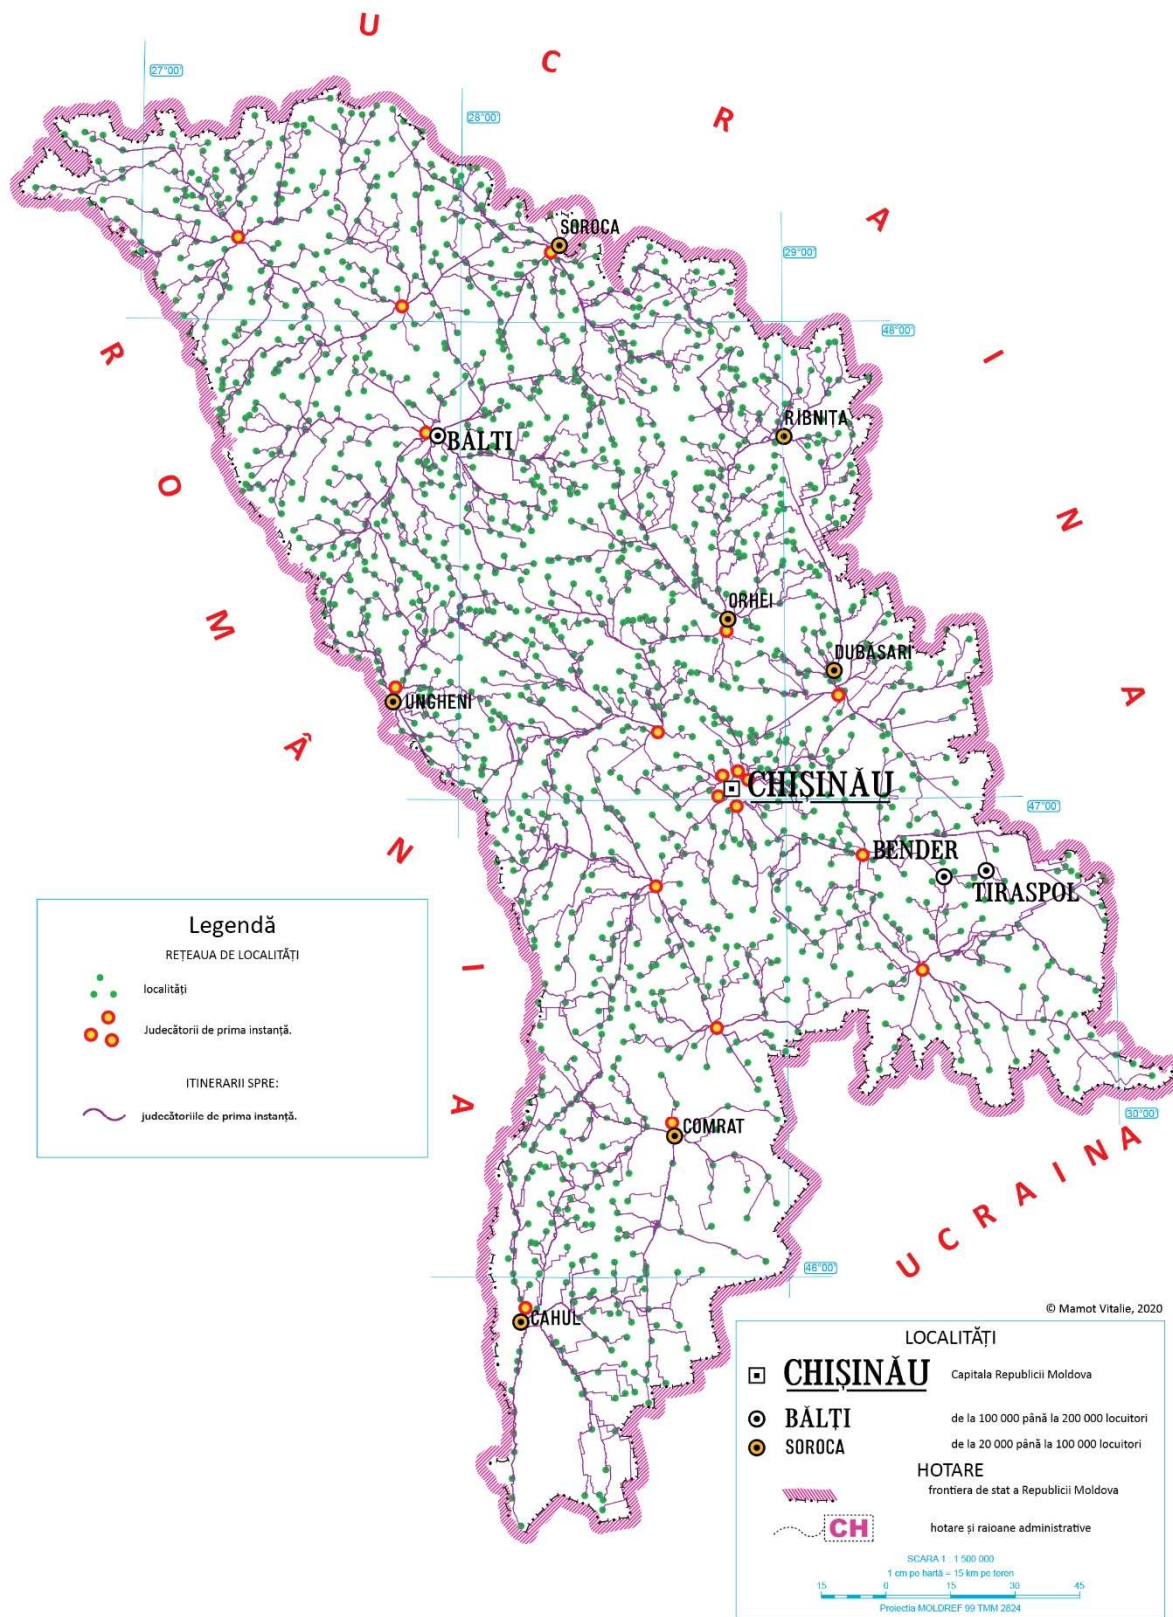 UCRAINA
27°00'
28°00'
SOROCA
29°00'
48°00'
ROMÂNIA
RÎBNIȚA
BĂLȚI
ORHEI
DUBĂSARI
UNGHENI
CHIȘINĂU
47°00'
BENDER
TIRASPOL
Legendă
REȚEAUA DE LOCALITĂȚI
localități
Judecătorii de prima instanță.
ITINERARII SPRE:
judecătoriile de prima instanță.
COMRAT
30°00'
UCRAINA
46°00'
CAHUL
© Mamot Vitalie, 2020
LOCALITĂȚI
CHIȘINĂU Capitala Republicii Moldova
BĂLȚI de la 100 000 până la 200 000 locuitori
SOROCA de la 20 000 până la 100 000 locuitori
HOTARE
frontiera de stat a Republicii Moldova
CH hotare și raioane administrative
SCARA 1 : 1 500 000
1 cm pe hartă = 15 km pe teren
15 0 15 30 45
Proiectia MOLDREF 99 TMM 2824